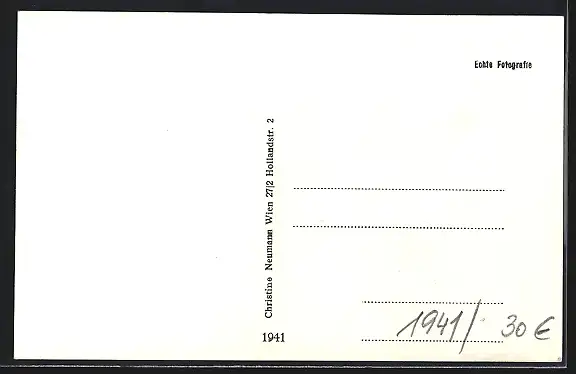 Echte Fotografie
Christine Neumann Wien 27/2 Hollandstr. 2
1941
1941/ 30 €